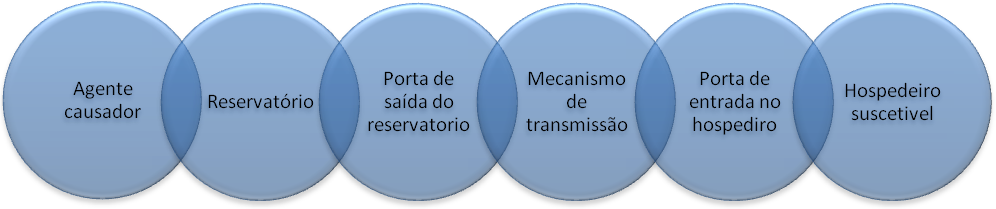 Agente
causador
Reservatório
Porta de
saída do
reservatorio
Mecanismo
de
transmissão
Porta de
entrada no
hospediro
Hospedeiro
suscetivel